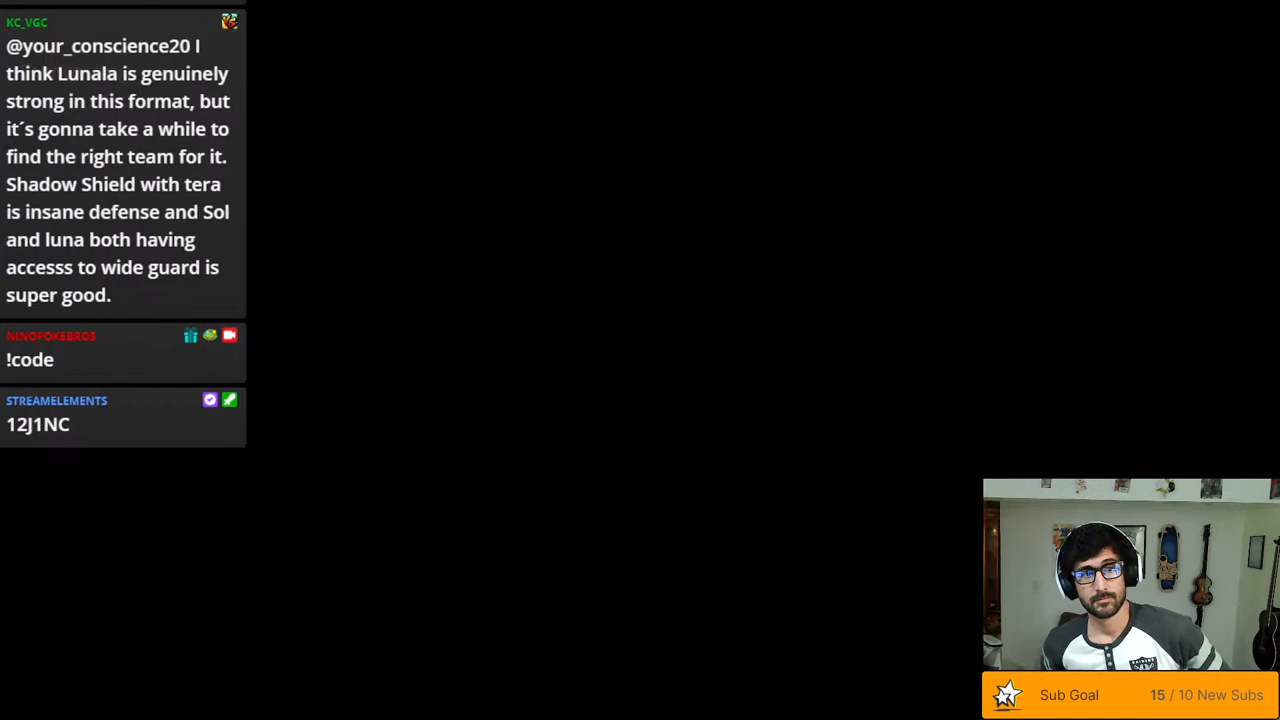 KC_VGC
@your_conscience20 I
think Lunala is genuinely
strong in this format, but
it´s gonna take a while to
find the right team for it.
Shadow Shield with tera
is insane defense and Sol
and luna both having
accesss to wide guard is
super good.
NINOPOKEBROS
!code
STREAMELEMENTS
12J1NC
RAIDERS
Sub Goal 15 / 10 New Subs